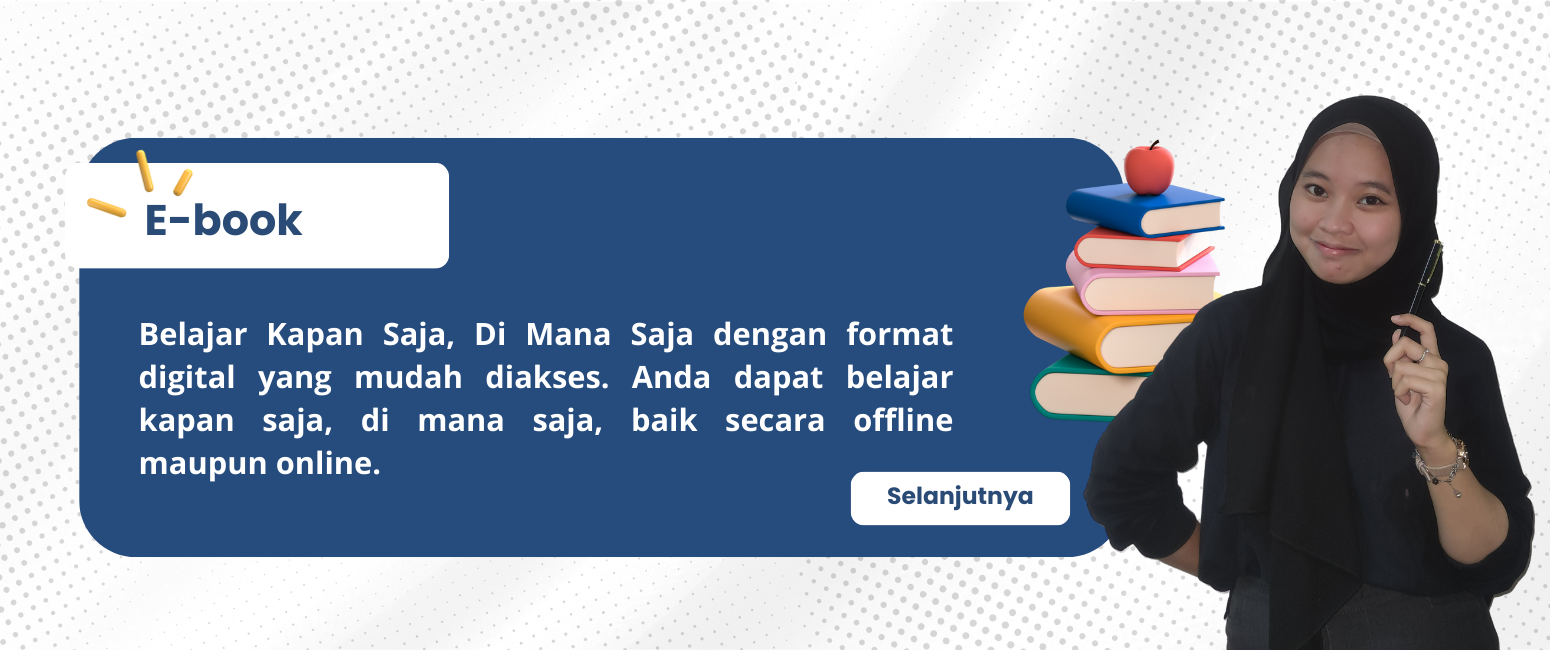 E-book
Belajar Kapan Saja, Di Mana Saja dengan format
digital yang mudah diakses. Anda dapat belajar
kapan saja, di mana saja, baik secara offline
maupun online.
Selanjutnya